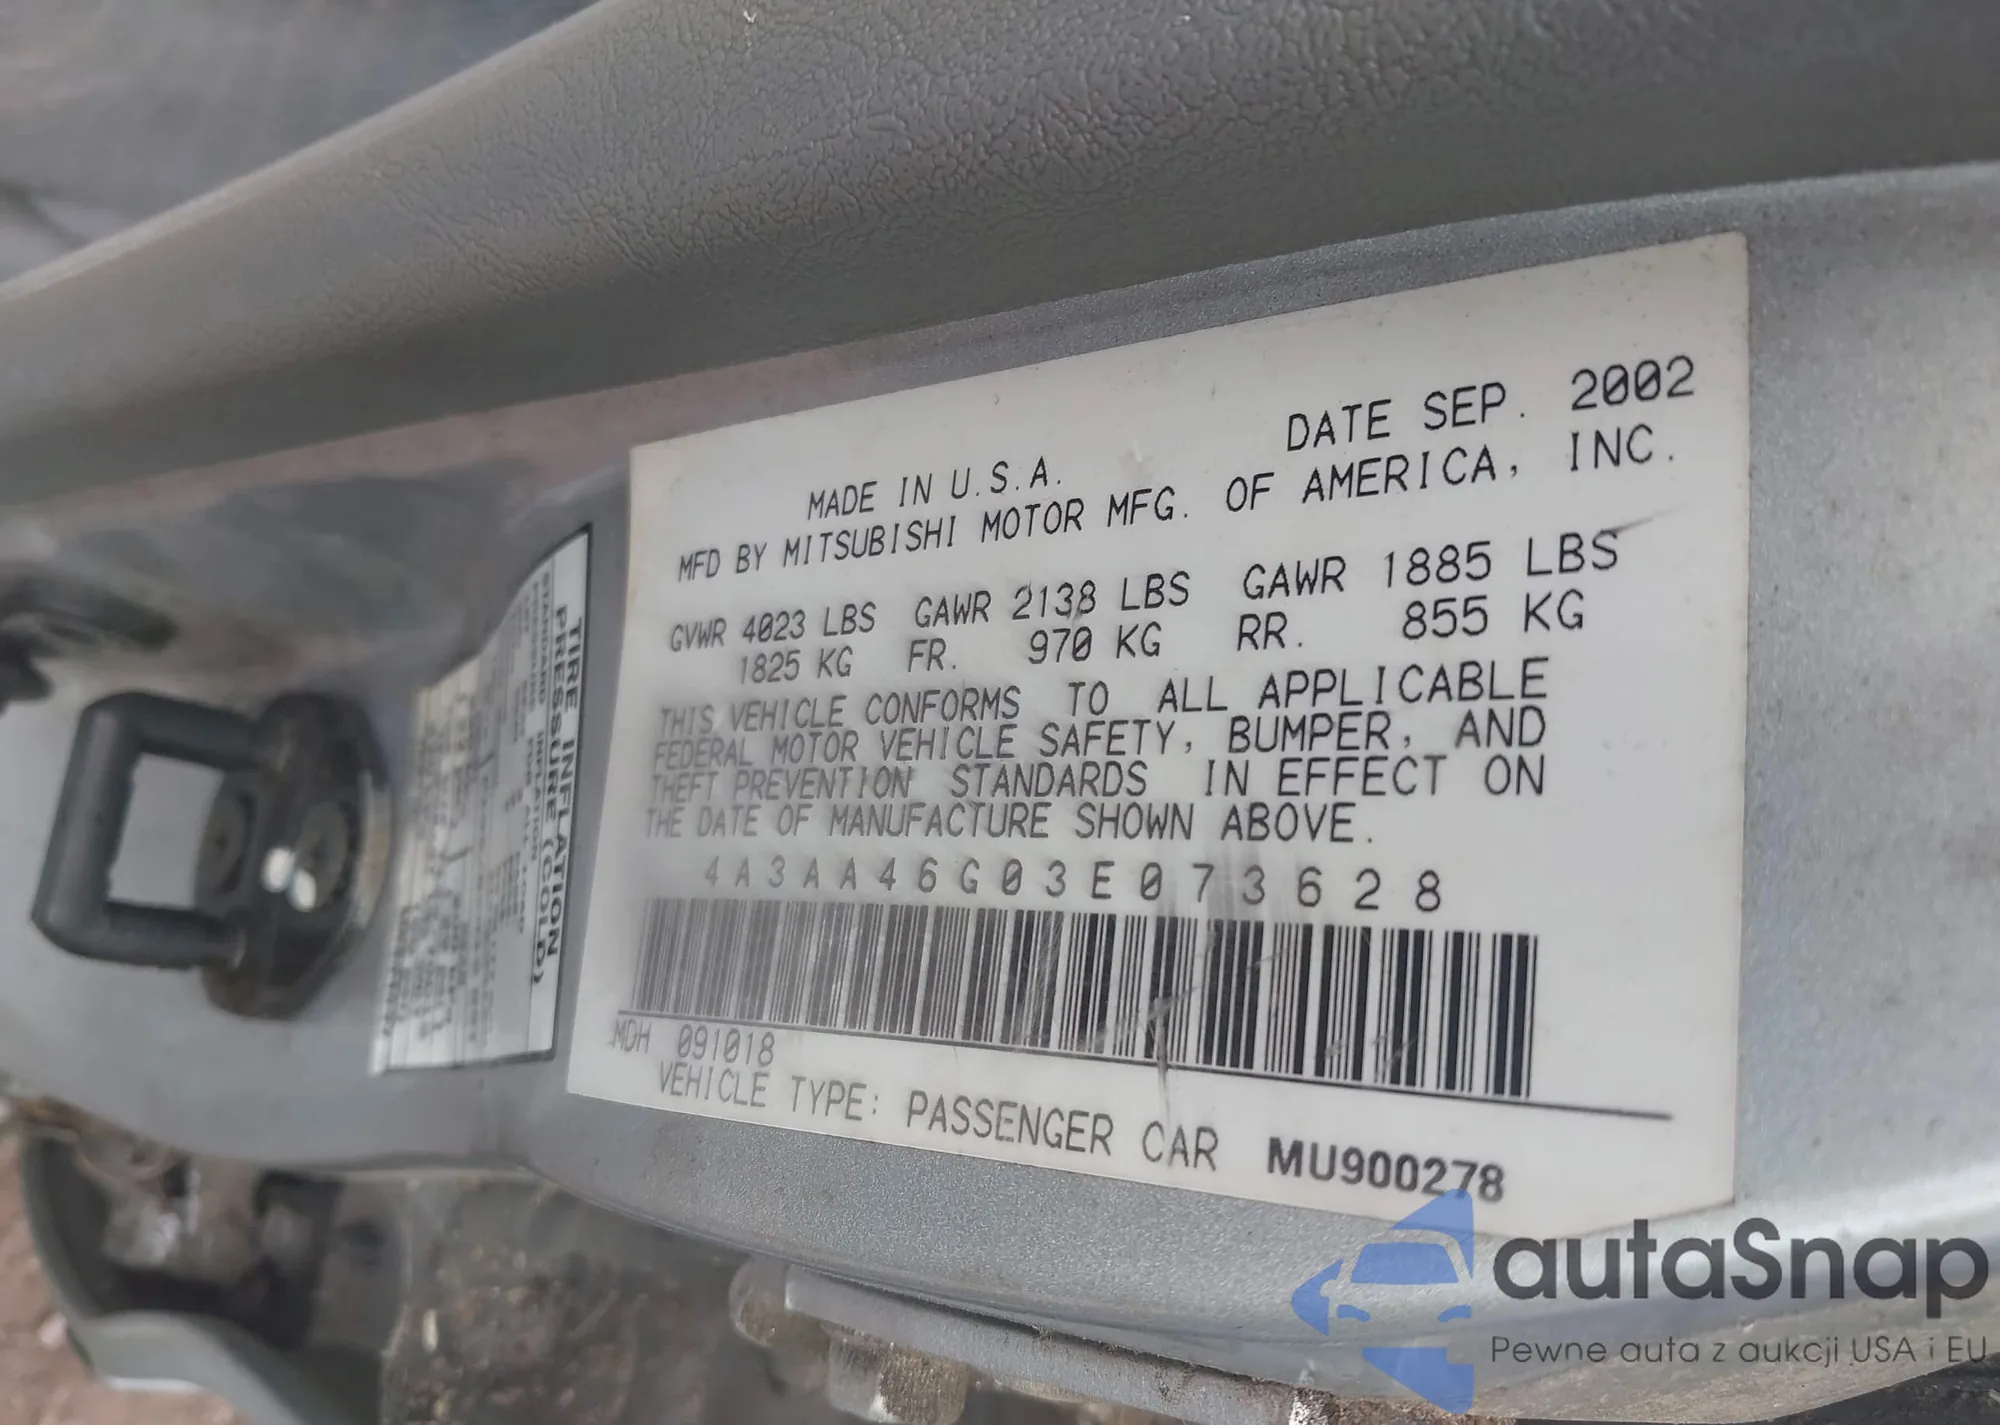 DATE SEP. 2002
MADE IN U.S.A.
MFD BY MITSUBISHI MOTOR MFG. OF AMERICA, INC.
GVWR 4023 LBS GAWR 2138 LBS GAWR 1885 LBS
1825 KG FR. 970 KG RR. 855 KG
THIS VEHICLE CONFORMS TO ALL APPLICABLE
FEDERAL MOTOR VEHICLE SAFETY, BUMPER, AND
THEFT PREVENTION STANDARDS IN EFFECT ON
THE DATE OF MANUFACTURE SHOWN ABOVE.
4A3AA46G03E073628
MDH 091018
VEHICLE TYPE: PASSENGER CAR MU900278
TIRE INFLATION
PRESSURE (COLD)
autaSnap
Pewne auta z aukcji USA i EU